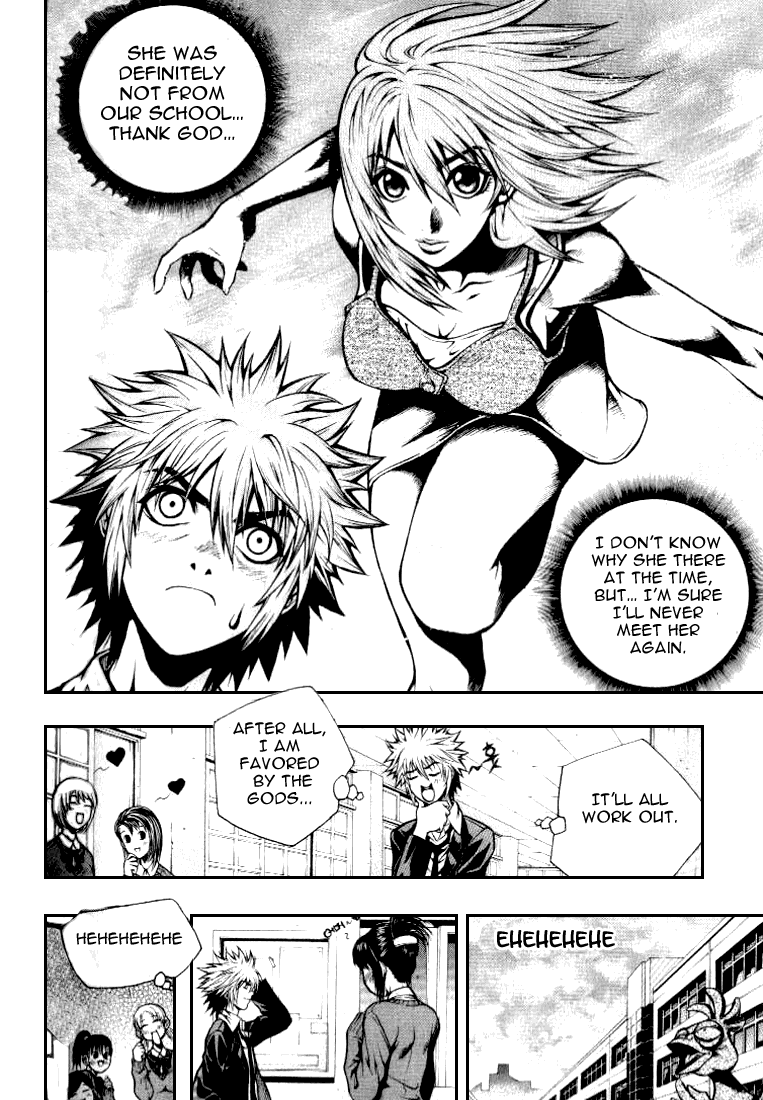 SHE WAS
DEFINITELY
NOT FROM
OUR SCHOOL...
THANK GOD...
I DON'T KNOW
WHY SHE THERE
AT THE TIME,
BUT... I'M SURE
I'LL NEVER
MEET HER
AGAIN.
AFTER ALL,
I AM
FAVORED
BY THE
GODS...
IT'LL ALL
WORK OUT.
HEHEHEHEHE
EHEHEHEHE